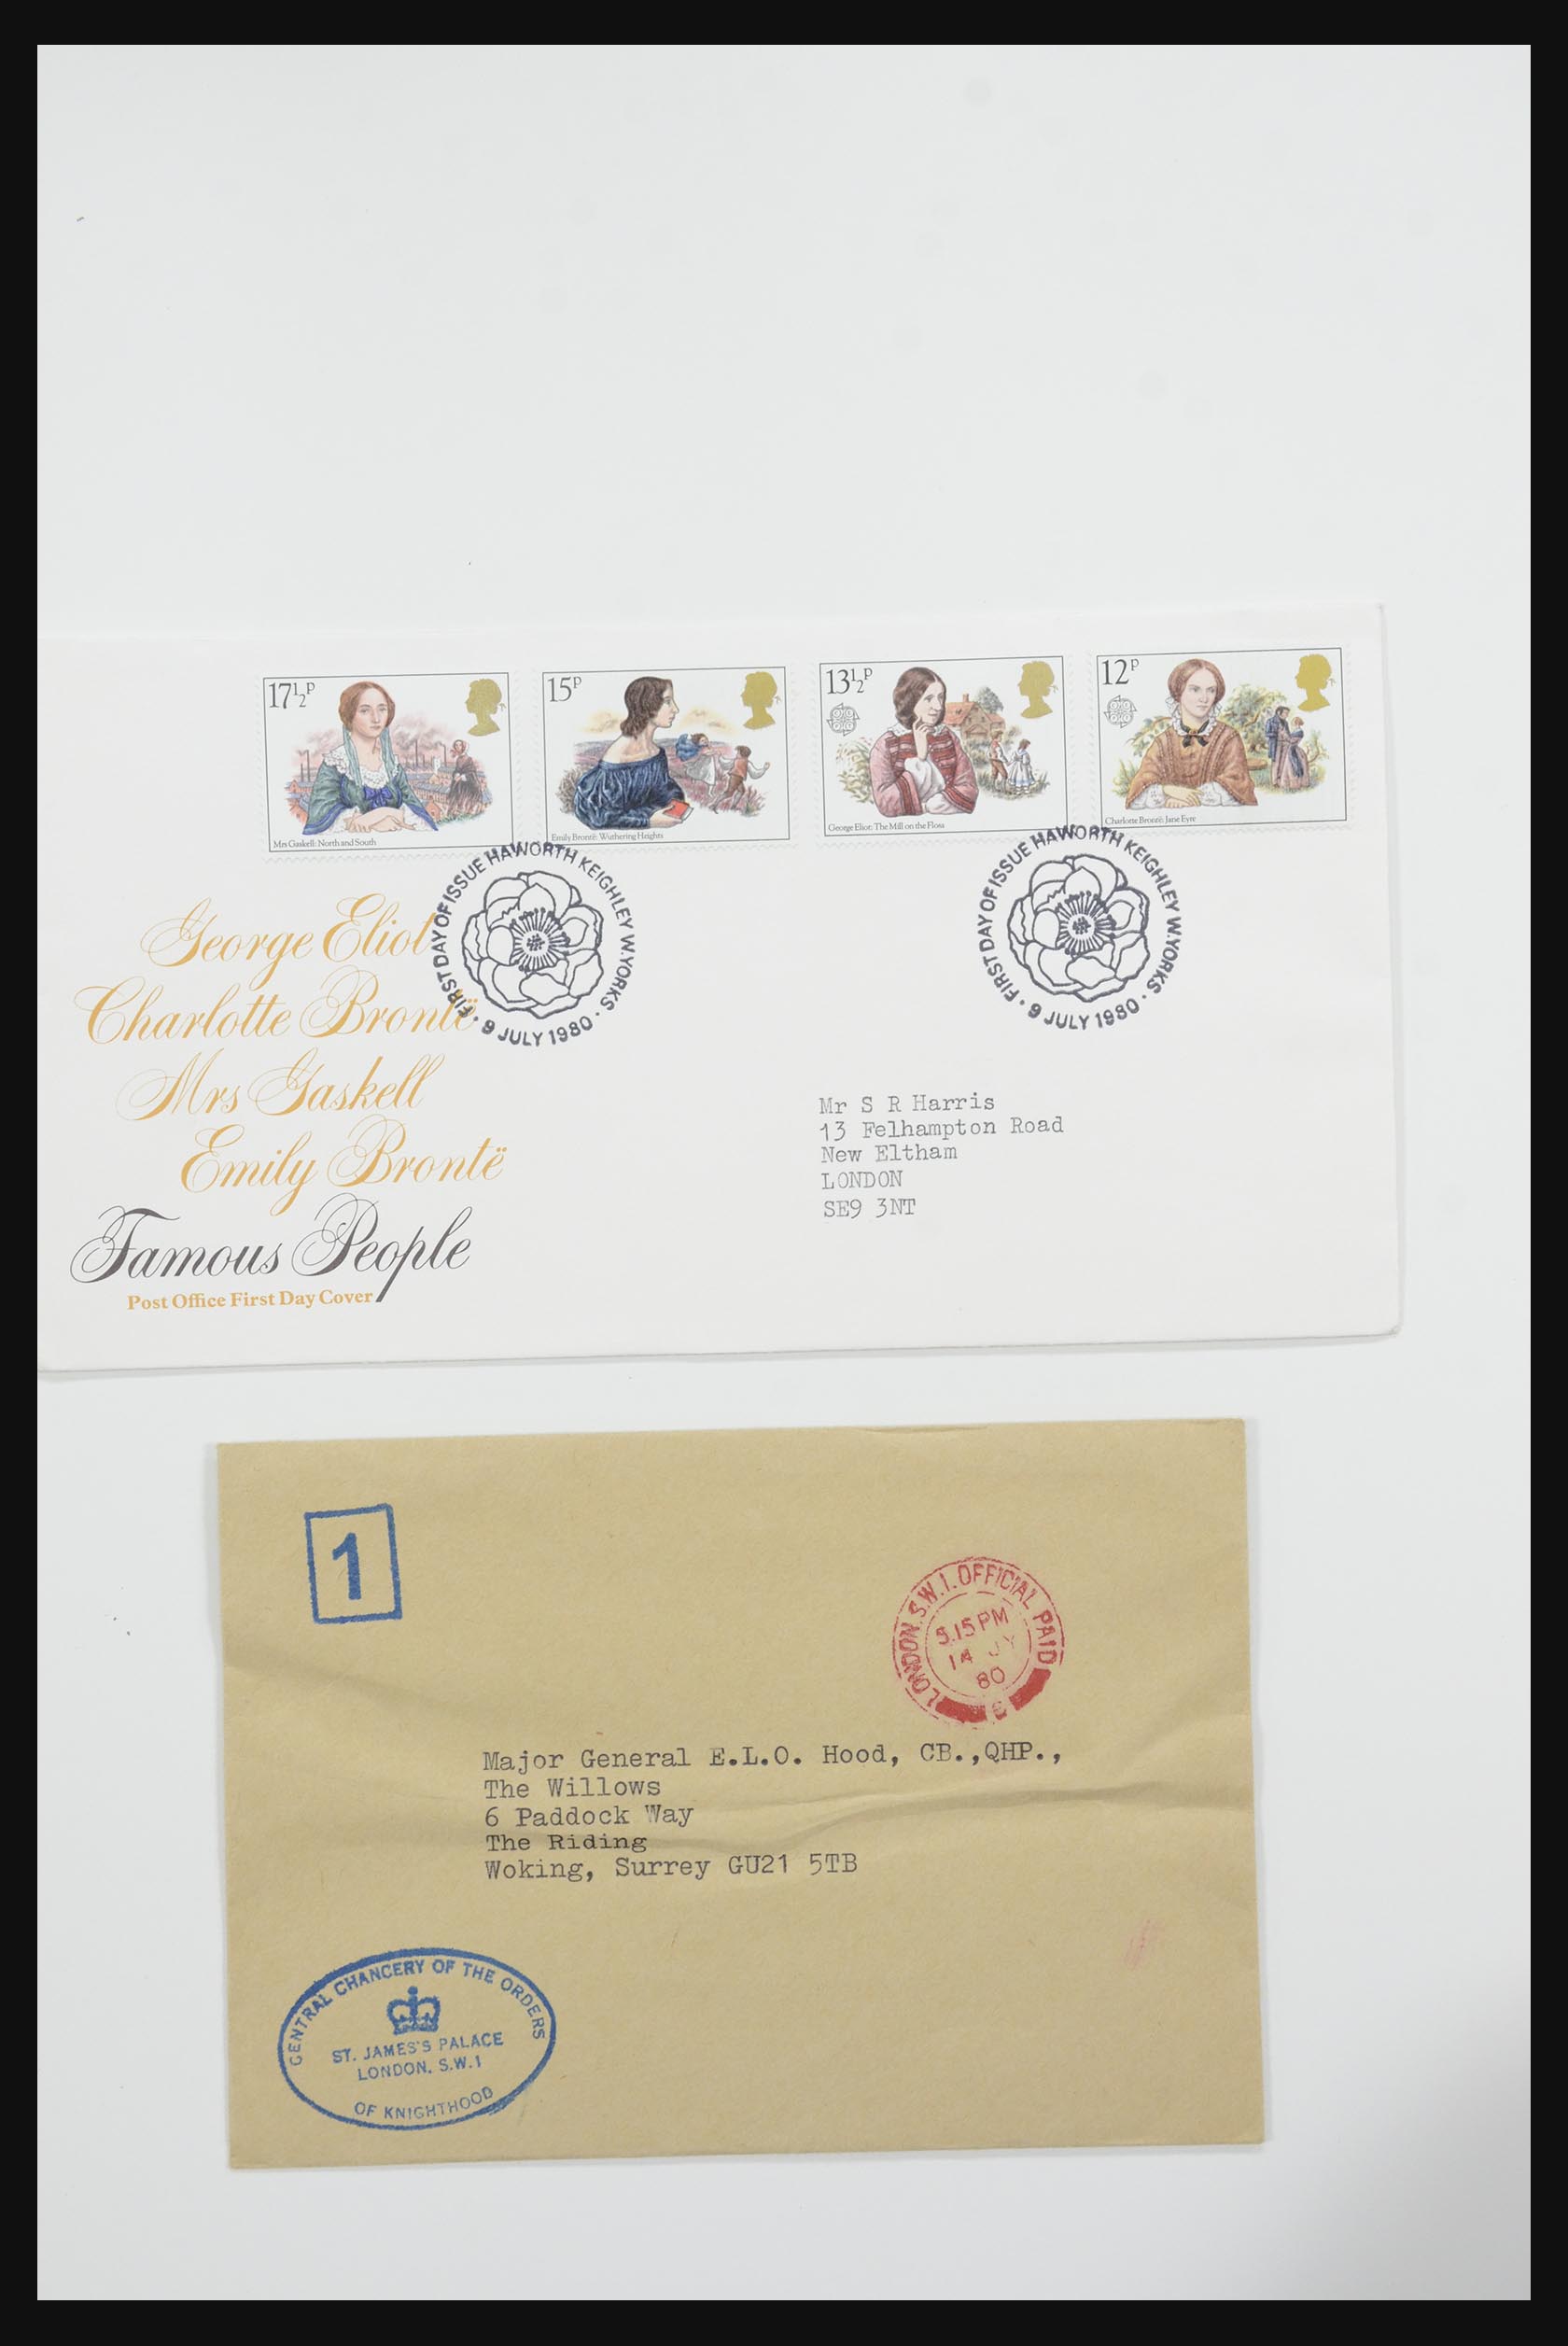 17½P
Mrs Gaskell: North and South
15P
Emily Brontë: Wuthering Heights
13½P
George Eliot: The Mill on the Floss
12P
Charlotte Brontë: Jane Eyre
FIRST DAY OF ISSUE HAWORTH KEIGHLEY W.YORKS
· 9 JULY 1980 ·
FIRST DAY OF ISSUE HAWORTH KEIGHLEY W.YORKS
· 9 JULY 1980 ·
George Eliot
Charlotte Brontë
Mrs Gaskell
Emily Brontë
Famous People
Post Office First Day Cover
Mr S R Harris
13 Felhampton Road
New Eltham
LONDON
SE9 3NT
1
LONDON.S.W.1.OFFICIAL PAID
5.15PM
14 JY
80
Major General E.L.O. Hood, CB.,QHP.,
The Willows
6 Paddock Way
The Riding
Woking, Surrey GU21 5TB
CENTRAL CHANCERY OF THE ORDERS
ST. JAMES'S PALACE
LONDON. S.W.1
OF KNIGHTHOOD